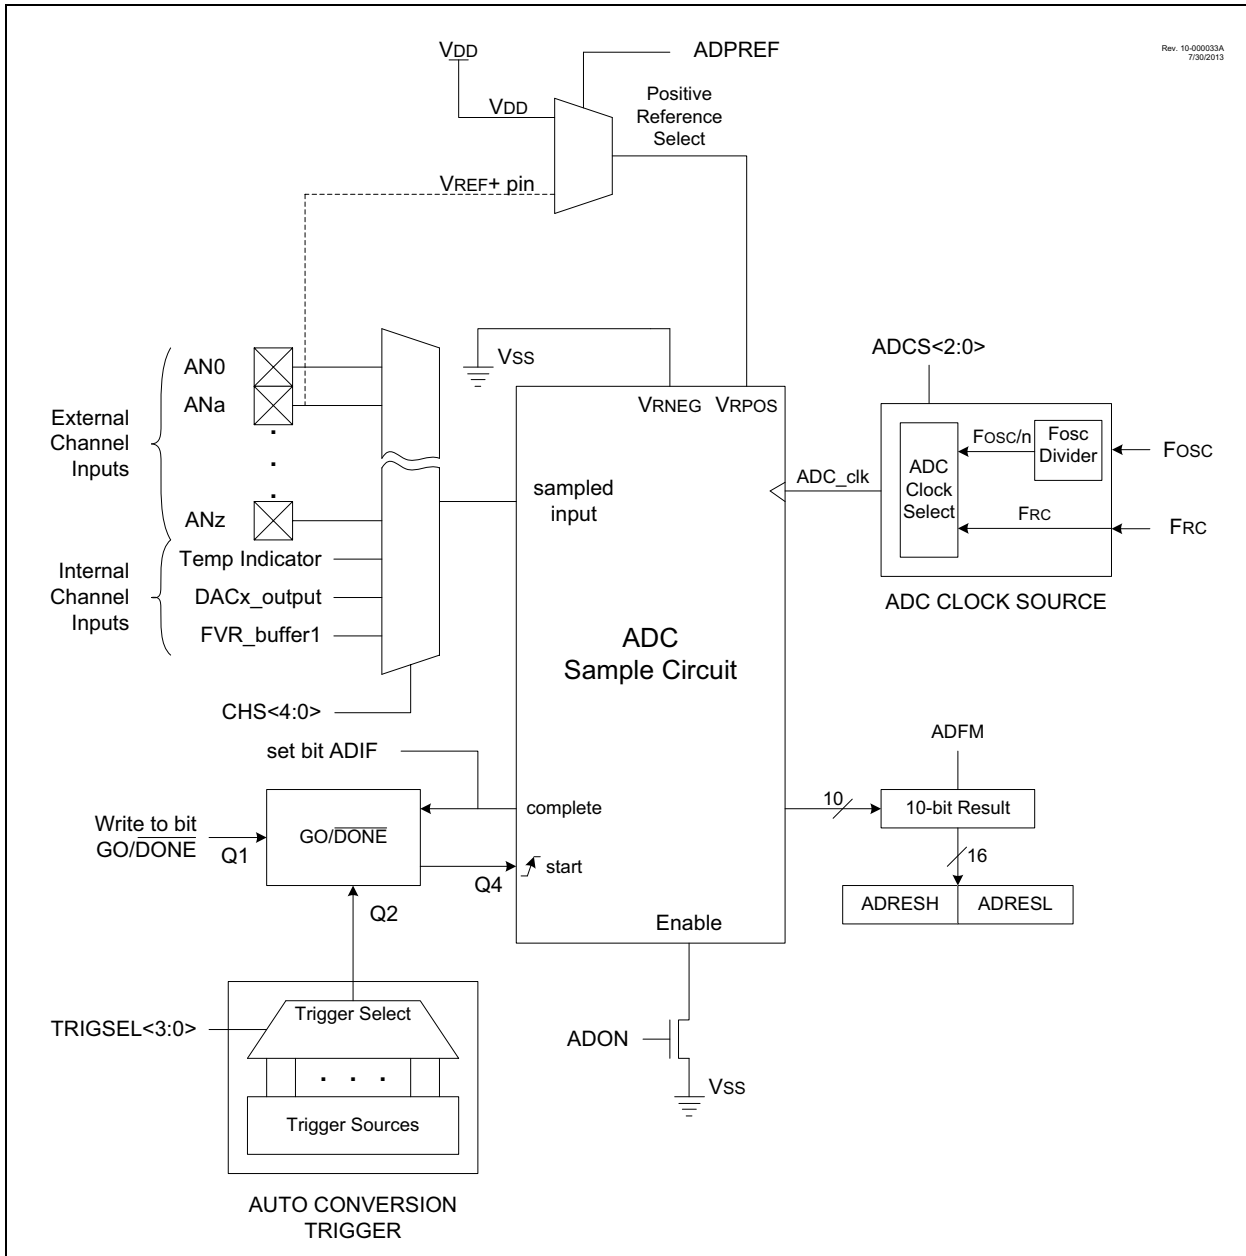 Rev. 10-000033A
7/30/2013
VDD
ADPREF
VDD
Positive
Reference
Select
VREF+ pin
VSS
ADCS<2:0>
AN0
ANa
External
Channel
Inputs
VRNEG
VRPOS
FOSC/n
Fosc
Divider
FOSC
ADC
Clock
Select
ADC_clk
sampled
input
ANz
FRC
FRC
Temp Indicator
Internal
Channel
Inputs
DACx_output
FVR_buffer1
ADC CLOCK SOURCE
ADC
Sample Circuit
CHS<4:0>
set bit ADIF
ADFM
complete
10
10-bit Result
Write to bit
GO/DONE
Q1
GO/DONE
Q4
start
16
ADRESH
ADRESL
Q2
Enable
Trigger Select
TRIGSEL<3:0>
. . .
ADON
VSS
Trigger Sources
AUTO CONVERSION
TRIGGER